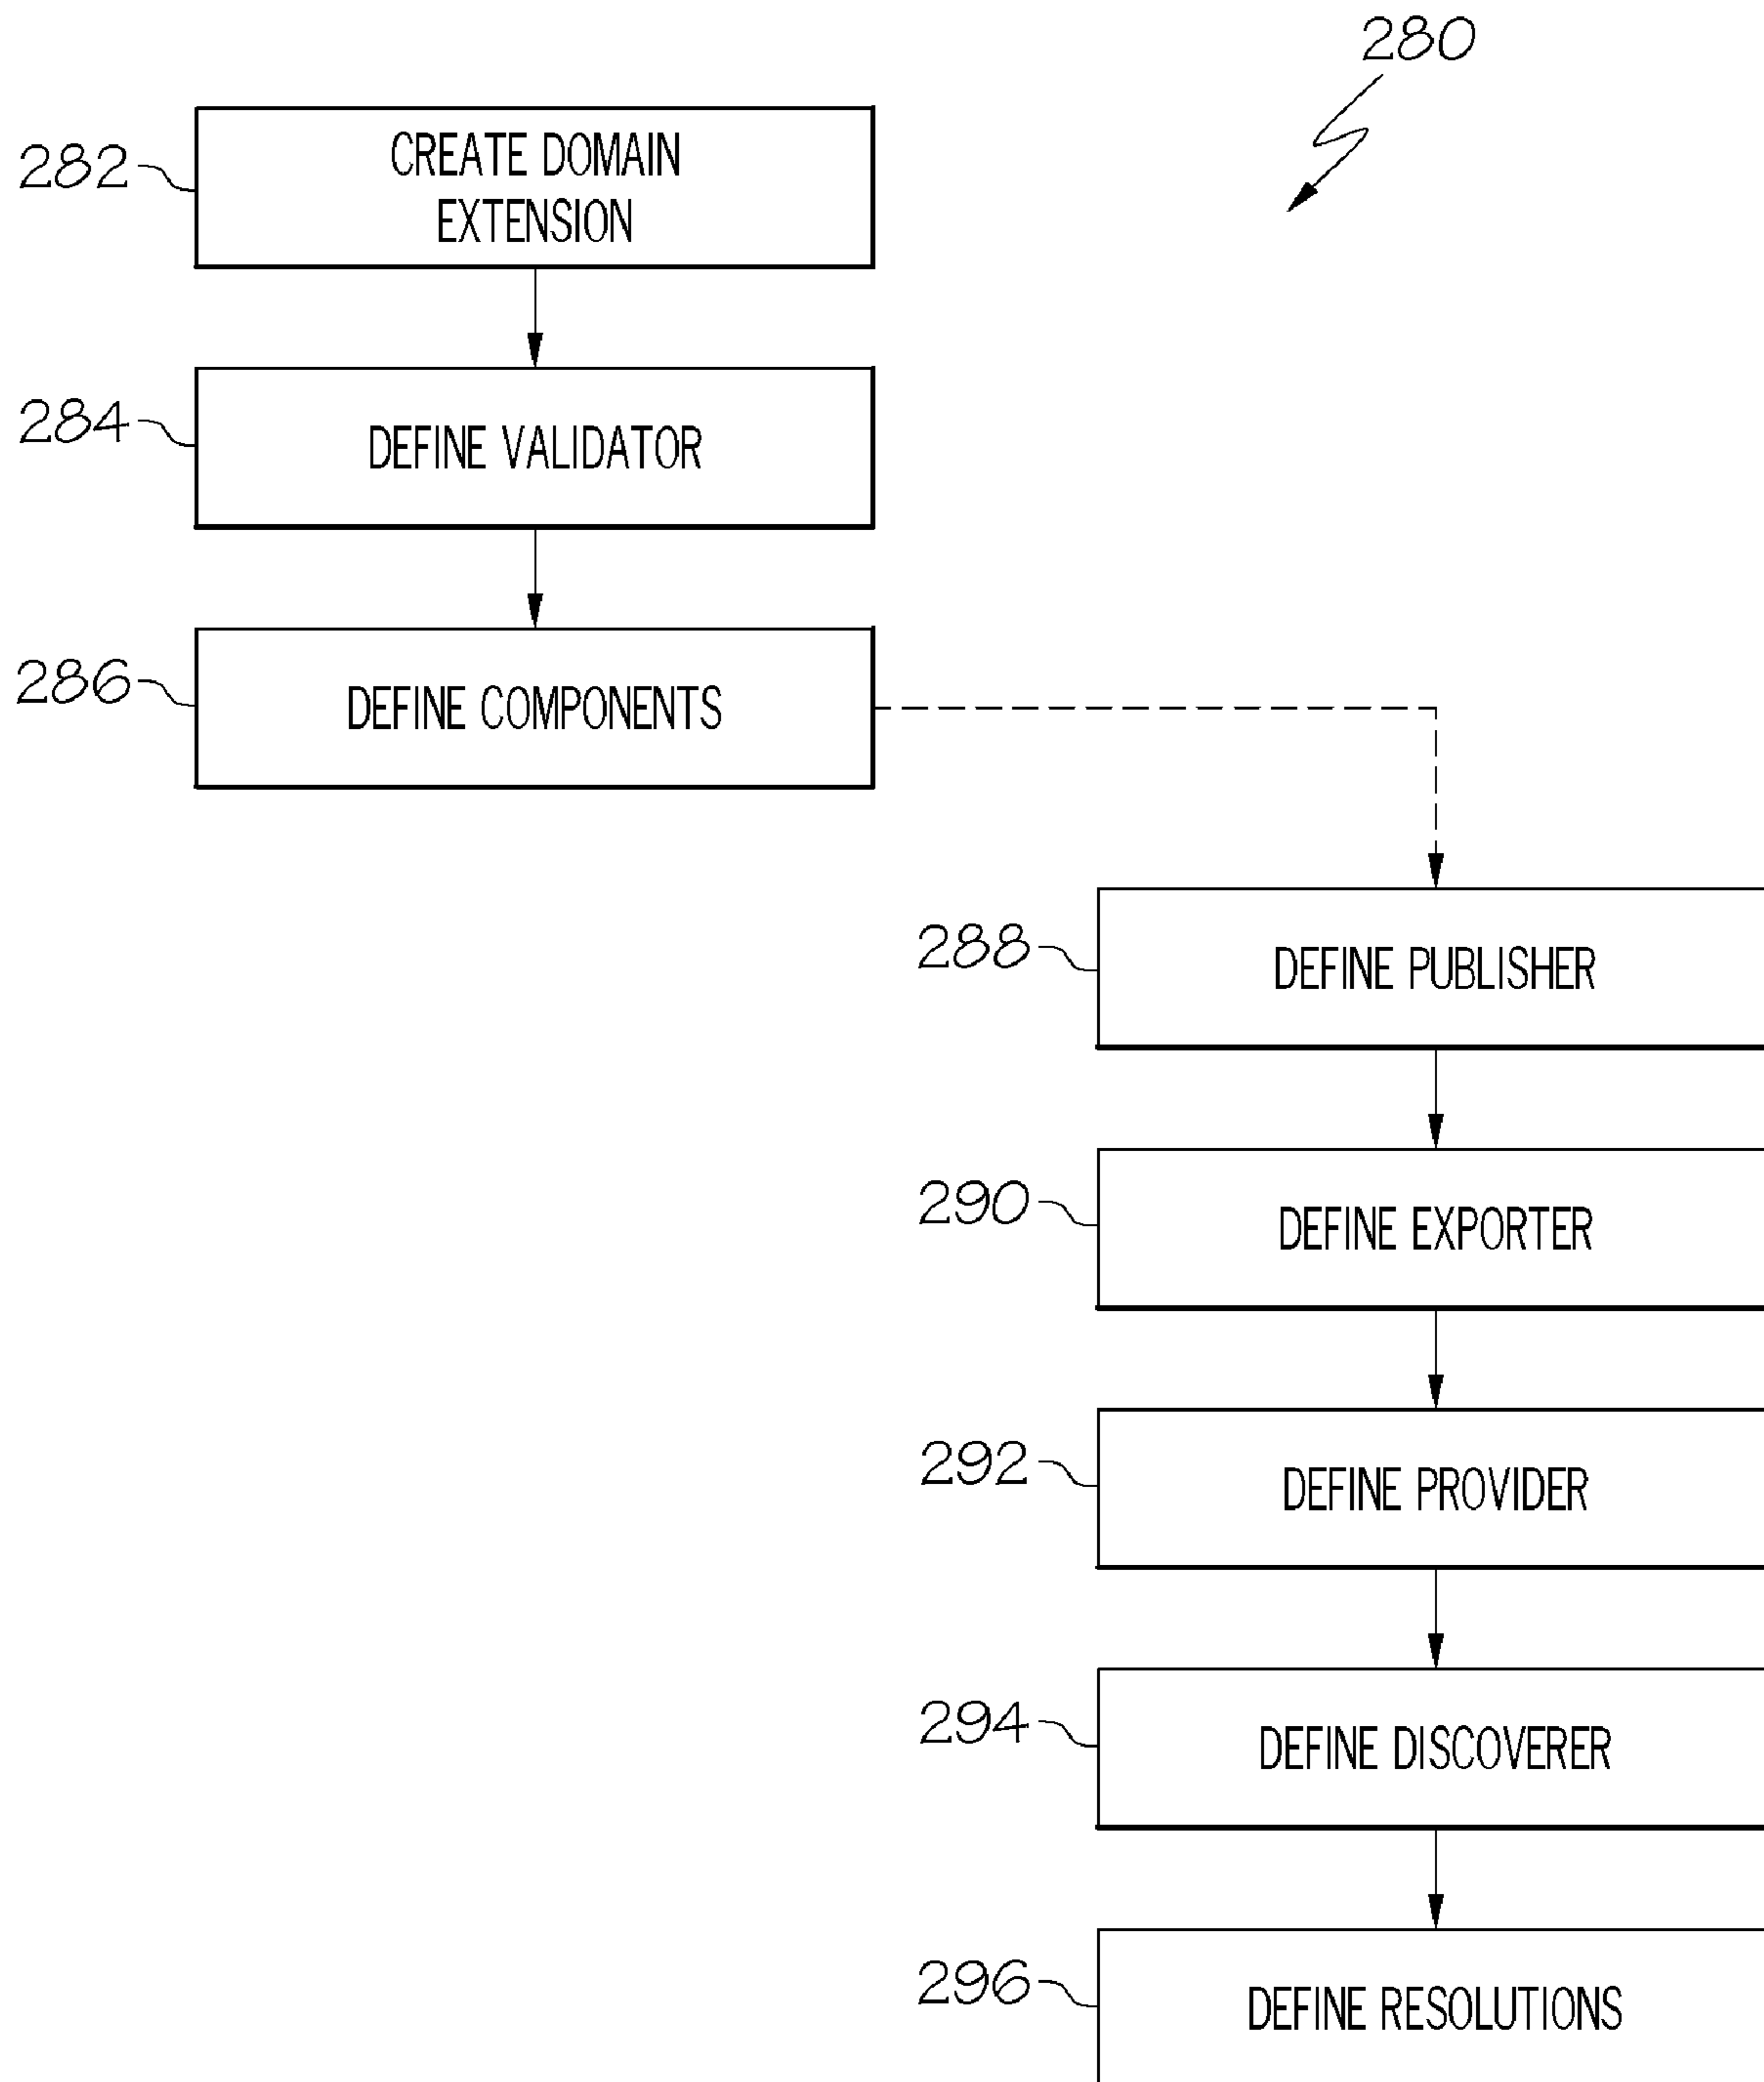 280
282
CREATE DOMAIN
EXTENSION
284
DEFINE VALIDATOR
286
DEFINE COMPONENTS
288
DEFINE PUBLISHER
290
DEFINE EXPORTER
292
DEFINE PROVIDER
294
DEFINE DISCOVERER
296
DEFINE RESOLUTIONS